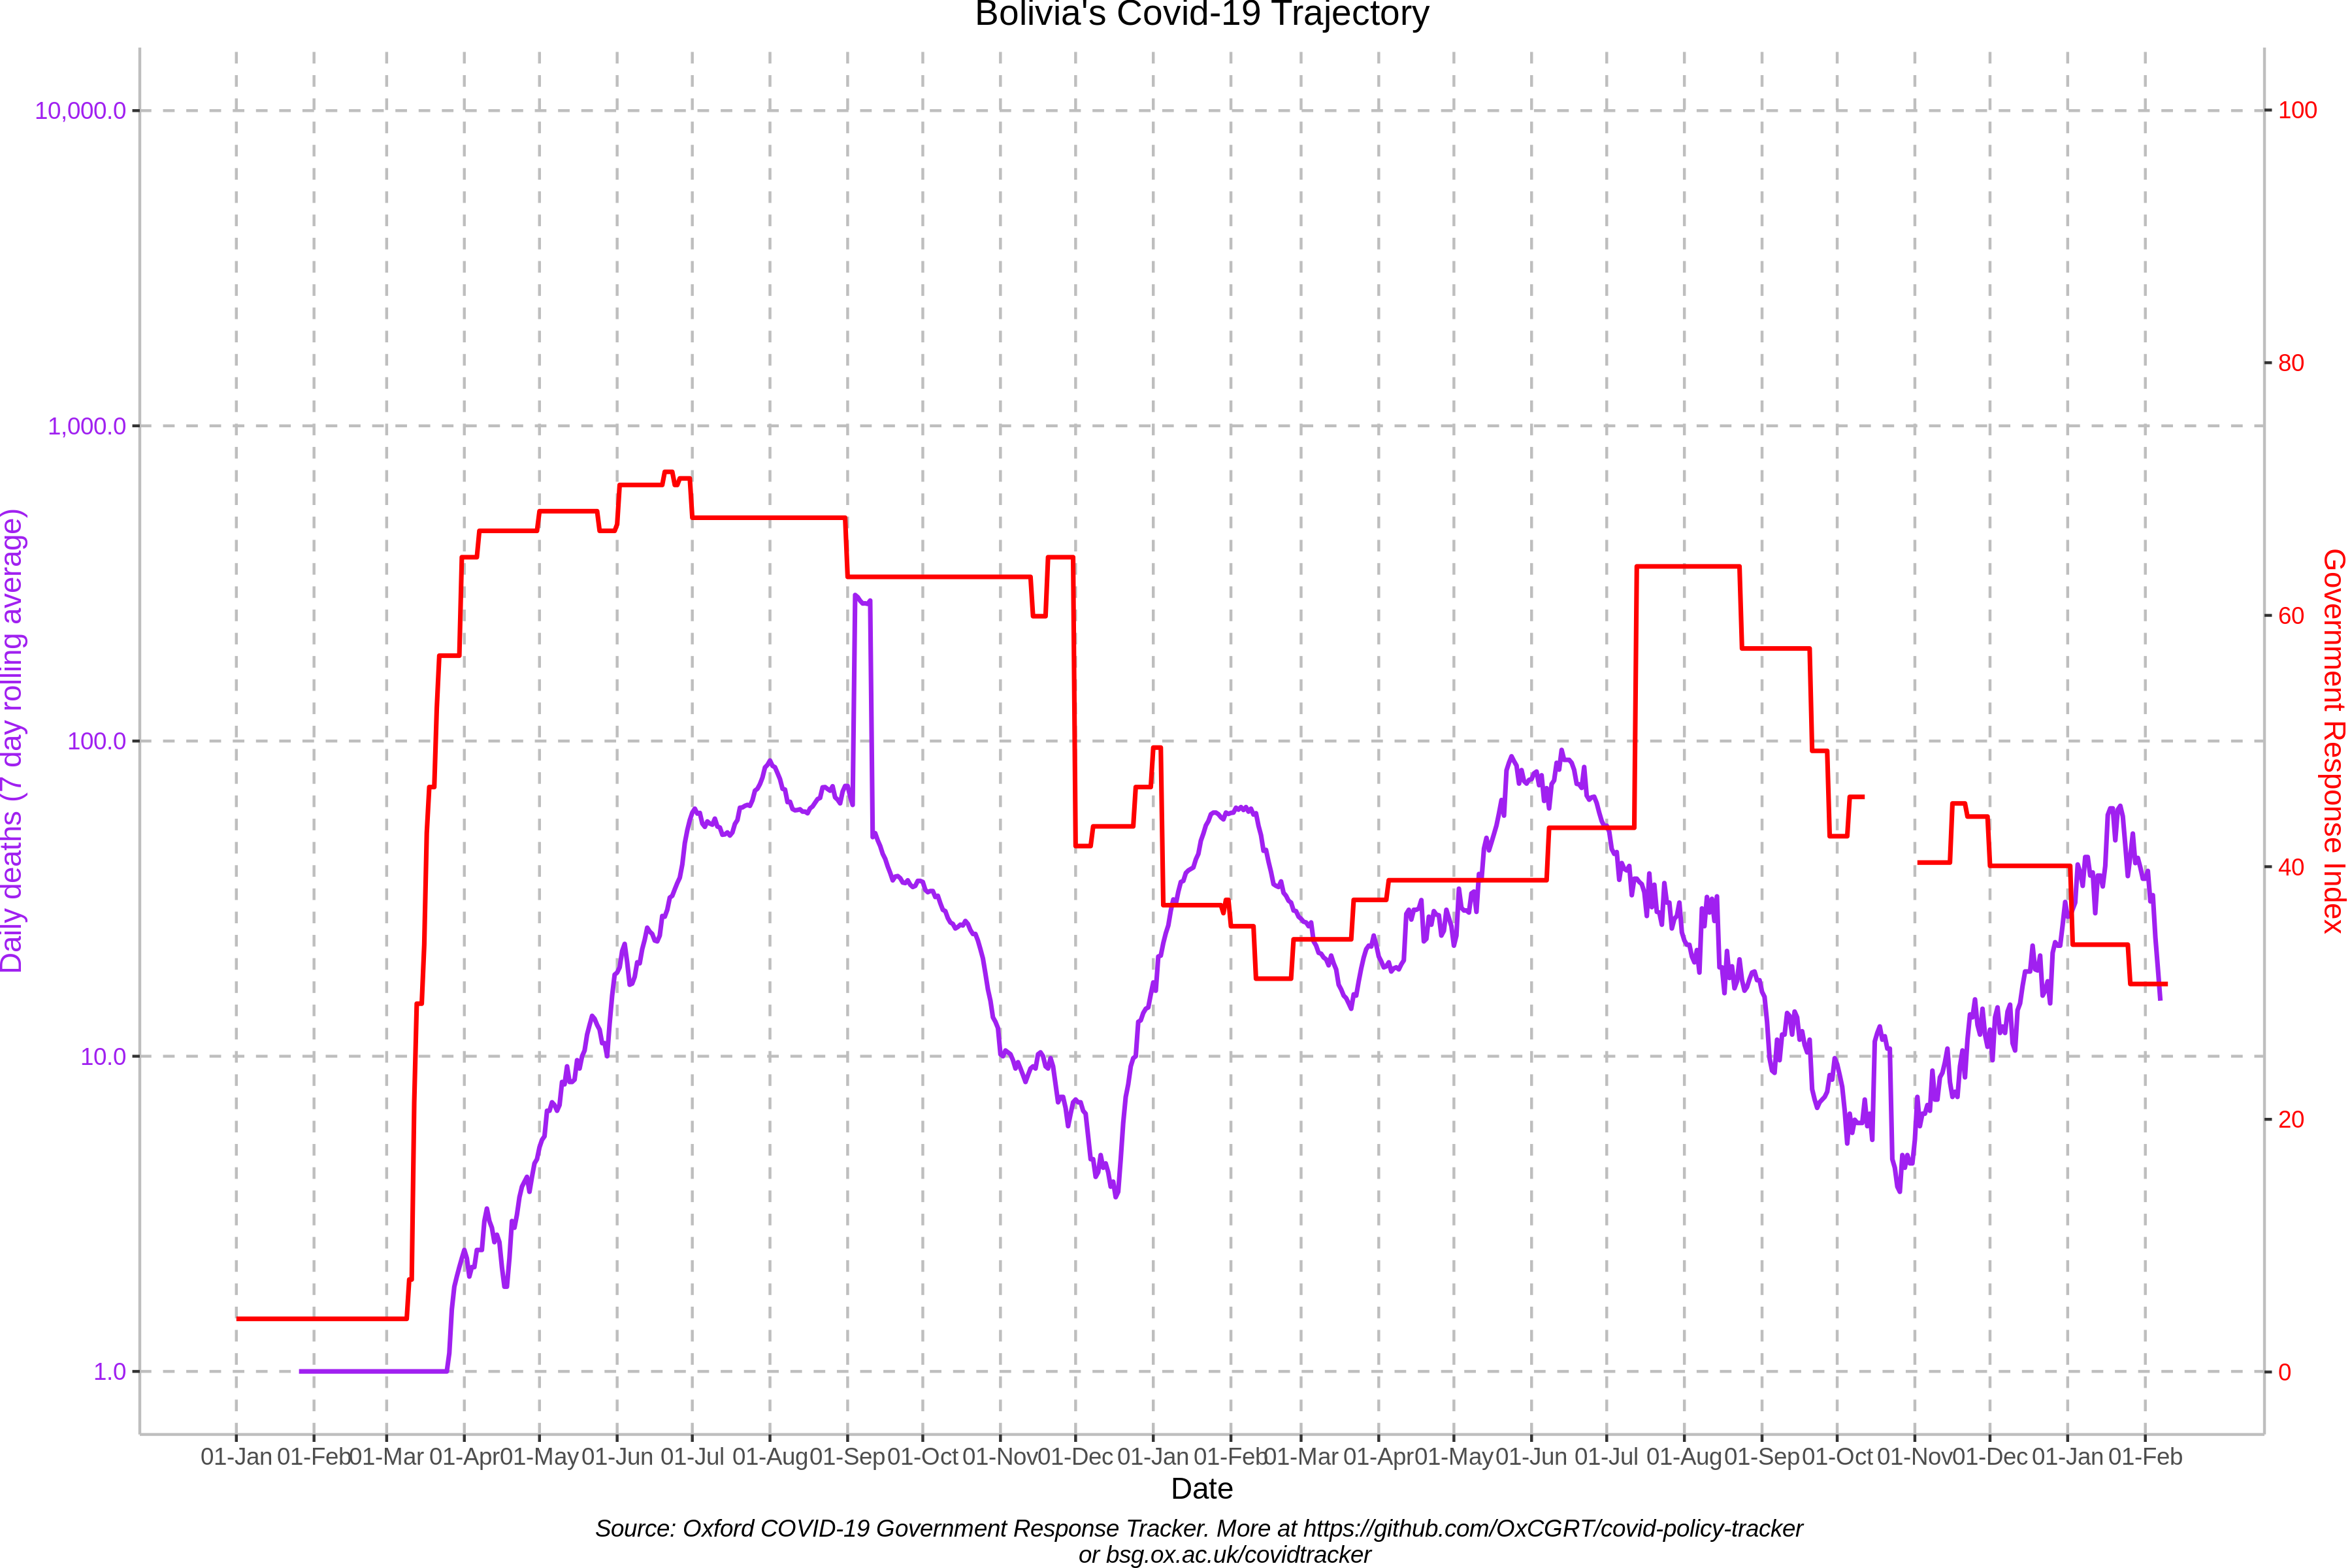 Bolivia's Covid-19 Trajectory
10,000.0
1,000.0
100.0
10.0
1.0
Daily deaths (7 day rolling average)
100
80
60
40
20
0
Government Response Index
01-Jan 01-Feb 01-Mar 01-Apr 01-May 01-Jun 01-Jul 01-Aug 01-Sep 01-Oct 01-Nov 01-Dec 01-Jan 01-Feb 01-Mar 01-Apr 01-May 01-Jun 01-Jul 01-Aug 01-Sep 01-Oct 01-Nov 01-Dec 01-Jan 01-Feb
Date
Source: Oxford COVID-19 Government Response Tracker. More at https://github.com/OxCGRT/covid-policy-tracker
or bsg.ox.ac.uk/covidtracker